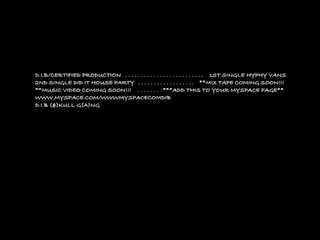 D.I.B/CERTIFIED PRODUCTION ......................... 1ST SINGLE HYPHY VANS
2ND SINGLE DID IT HOUSE PARTY ................. **MIX TAPE COMING SOON!!!
**MUSIC VIDEO COMING SOON!!! ....... ***ADD THIS TO YOUR MYSPACE PAGE**
WWW.MYSPACE.COM/WWWMYSPACECOMDIB
D.I.B ($)KULL G(A)NG